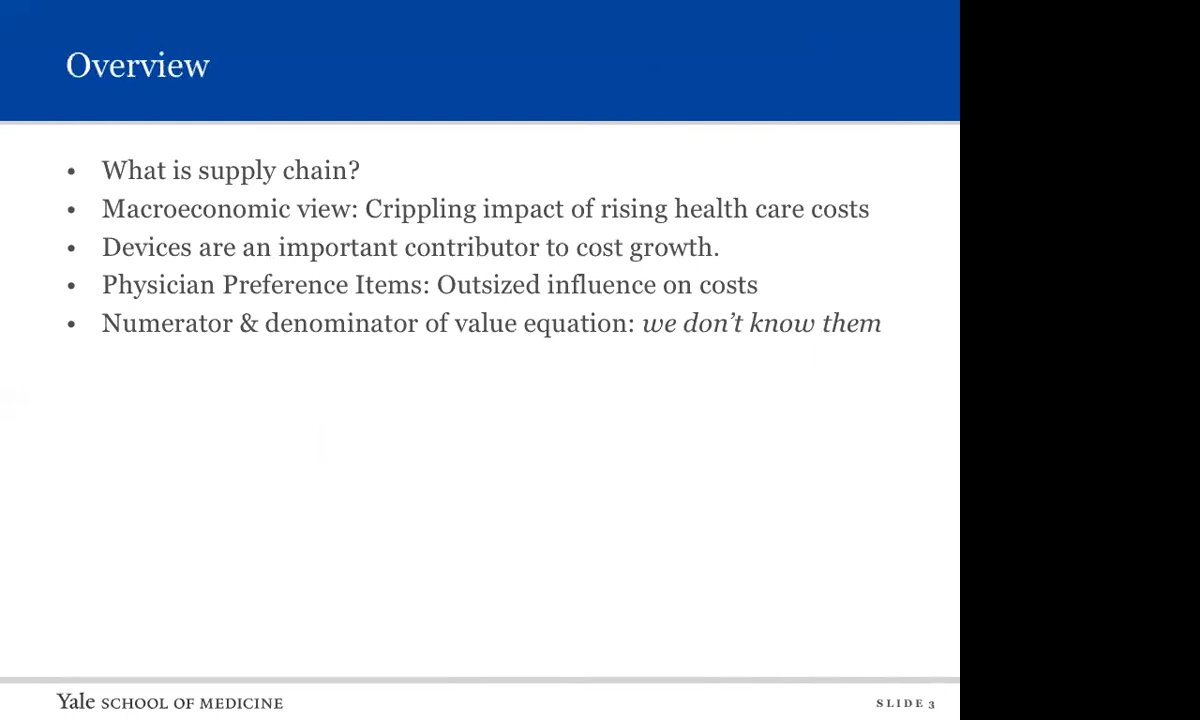 Overview
• What is supply chain?
• Macroeconomic view: Crippling impact of rising health care costs
• Devices are an important contributor to cost growth.
• Physician Preference Items: Outsized influence on costs
• Numerator & denominator of value equation: we don’t know them
Yale SCHOOL OF MEDICINE
SLIDE 3